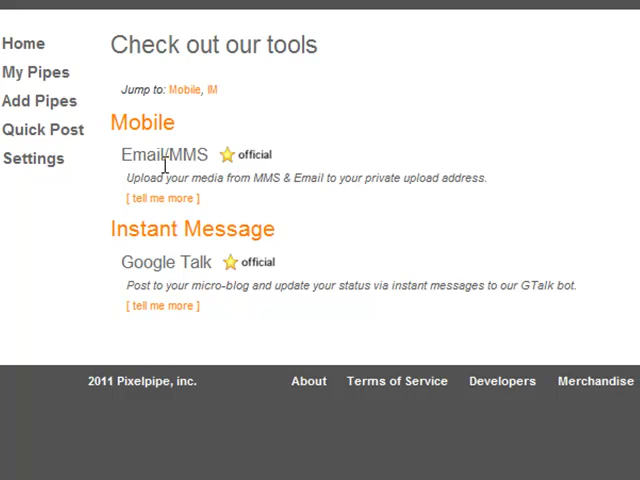 Home
My Pipes
Add Pipes
Quick Post
Settings
Check out our tools
Jump to: Mobile, IM
Mobile
Email/MMS official
Upload your media from MMS & Email to your private upload address.
[ tell me more ]
Instant Message
Google Talk official
Post to your micro-blog and update your status via instant messages to our GTalk bot.
[ tell me more ]
2011 Pixelpipe, inc. About Terms of Service Developers Merchandise